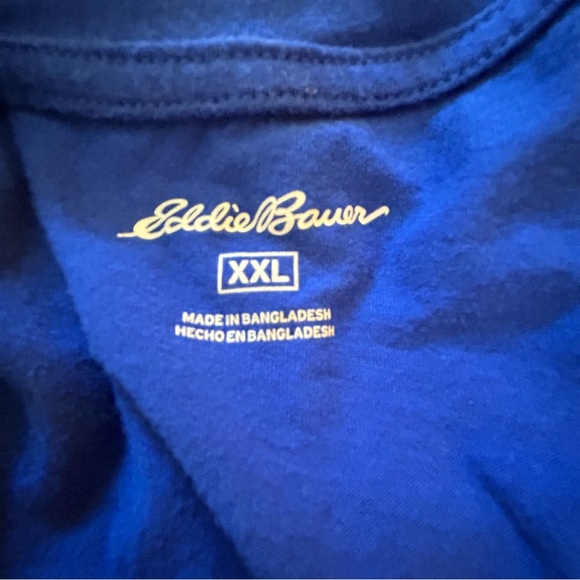 Eddie Bauer
XXL
MADE IN BANGLADESH
HECHO EN BANGLADESH